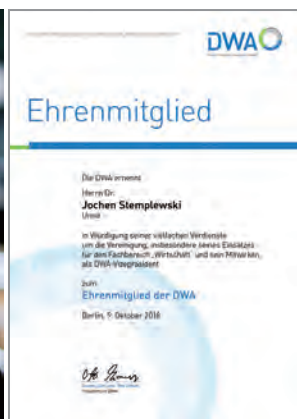 DWA
Ehrenmitglied
Die DWA ernennt
Herrn Dr.
Jochen Stemplewski
in Würdigung seiner vielfachen Verdienste
um die Vereinigung, insbesondere seines Einsatzes
für den Fachbereich „Wirtschaft“ und sein Mitwirken
als DWA-Vizepräsident
zum
Ehrenmitglied der DWA
Berlin, 9. Oktober 2018